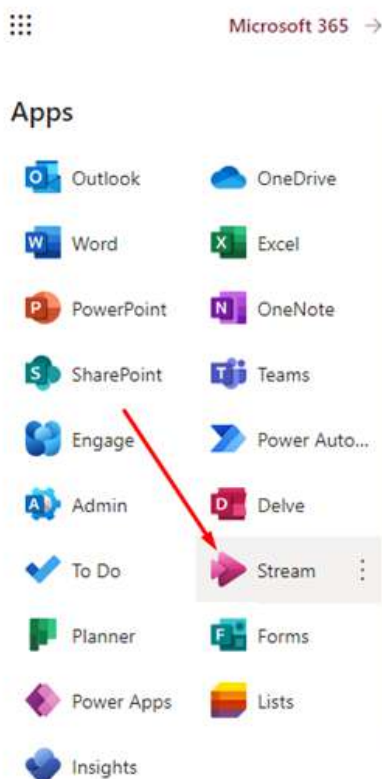 Microsoft 365 →
Apps
Outlook OneDrive
Word Excel
PowerPoint OneNote
SharePoint Teams
Engage Power Auto...
Admin Delve
To Do Stream
Planner Forms
Power Apps Lists
Insights